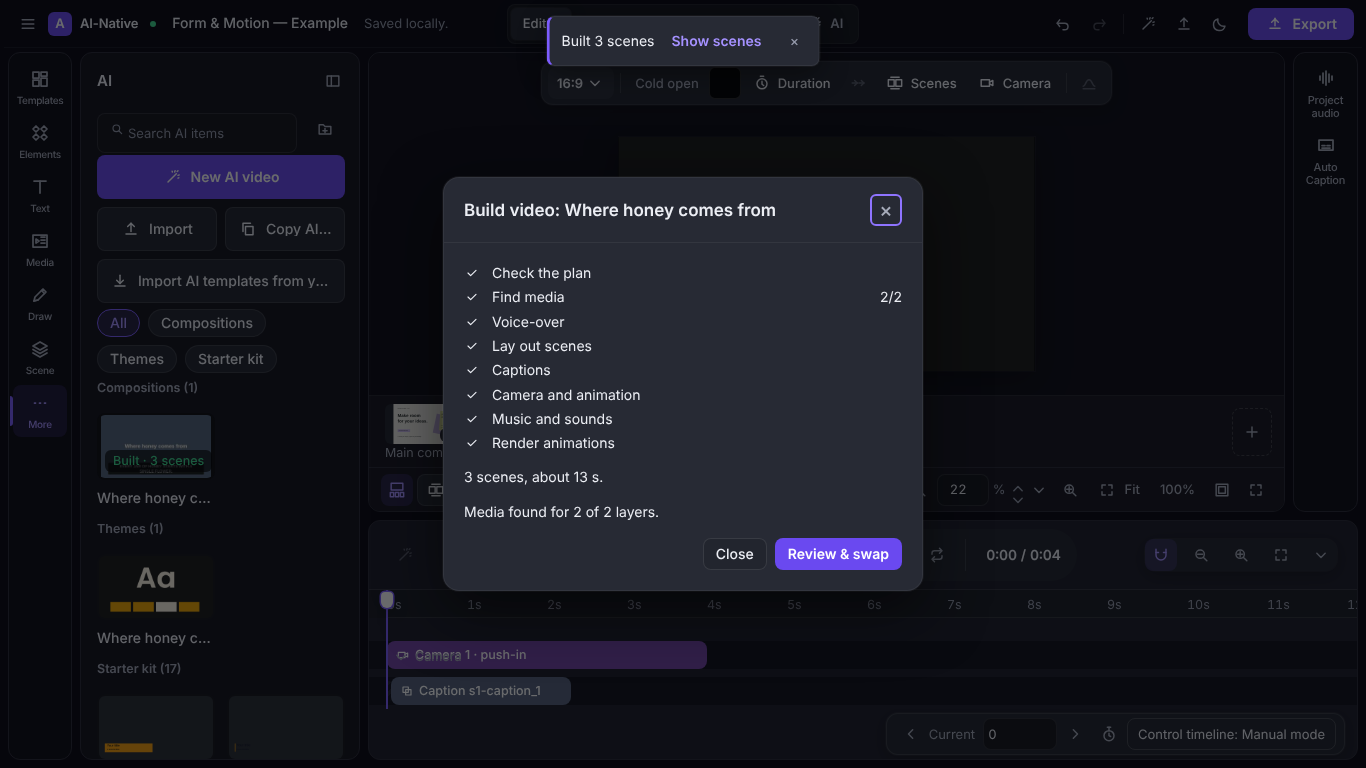 A AI-Native Form & Motion — Example Saved locally.
Edit
AI
Export
Built 3 scenes Show scenes ×
Templates
Elements
Text
Media
Draw
Scene
More
AI
Search AI items
New AI video
Import
Copy AI...
Import AI templates from y...
All
Compositions
Themes
Starter kit
Compositions (1)
Where honey comes from
Built · 3 scenes
Where honey c...
Themes (1)
Aa
Where honey c...
Starter kit (17)
16:9
Cold open
Duration
Scenes
Camera
Project audio
Auto Caption
Build video: Where honey comes from
×
Check the plan
Find media 2/2
Voice-over
Lay out scenes
Captions
Camera and animation
Music and sounds
Render animations
3 scenes, about 13 s.
Media found for 2 of 2 layers.
Close
Review & swap
Make room
for your ideas.
Main com
22 %
Fit
100%
0:00 / 0:04
1s 2s 3s 4s 5s 6s 7s 8s 9s 10s 11s
Camera 1 · push-in
Caption s1-caption_1
Current 0
Control timeline: Manual mode